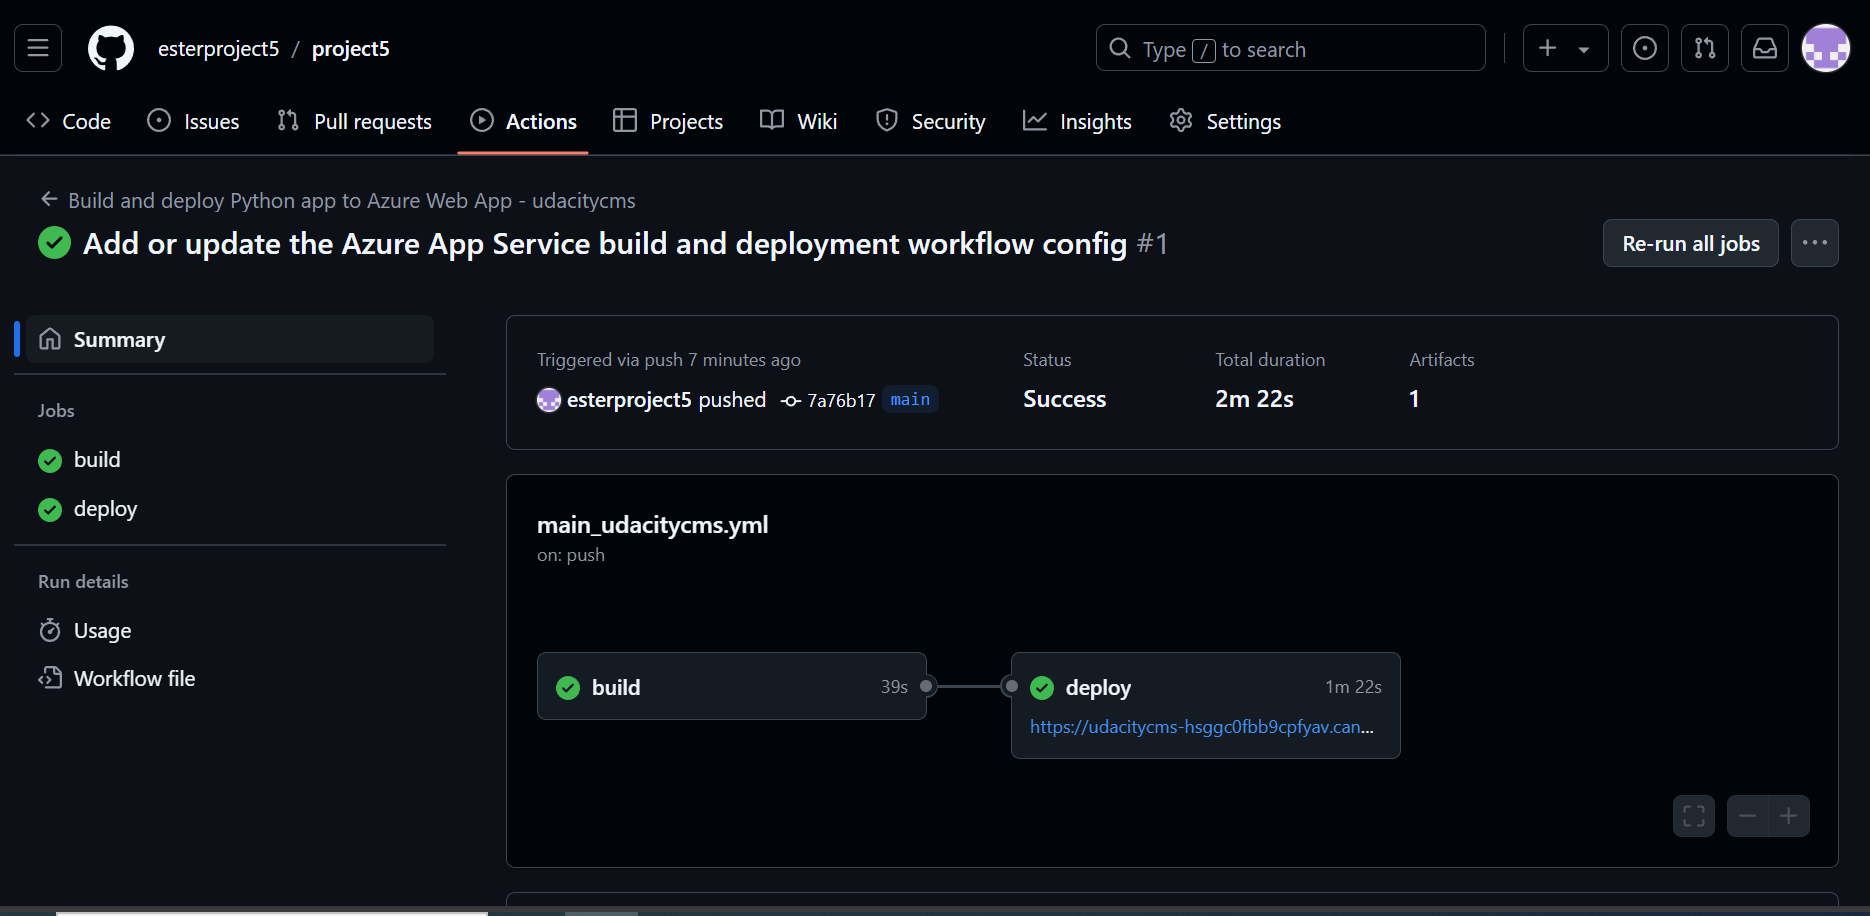 esterproject5 / project5
Type / to search
Code Issues Pull requests Actions Projects Wiki Security Insights Settings
Build and deploy Python app to Azure Web App - udacitycms
Add or update the Azure App Service build and deployment workflow config #1
Re-run all jobs
Summary
Jobs
build
deploy
Run details
Usage
Workflow file
Triggered via push 7 minutes ago
esterproject5 pushed 7a76b17 main
Status
Success
Total duration
2m 22s
Artifacts
1
main_udacitycms.yml
on: push
build 39s
deploy 1m 22s
https://udacitycms-hsggc0fbb9cpfyav.can...